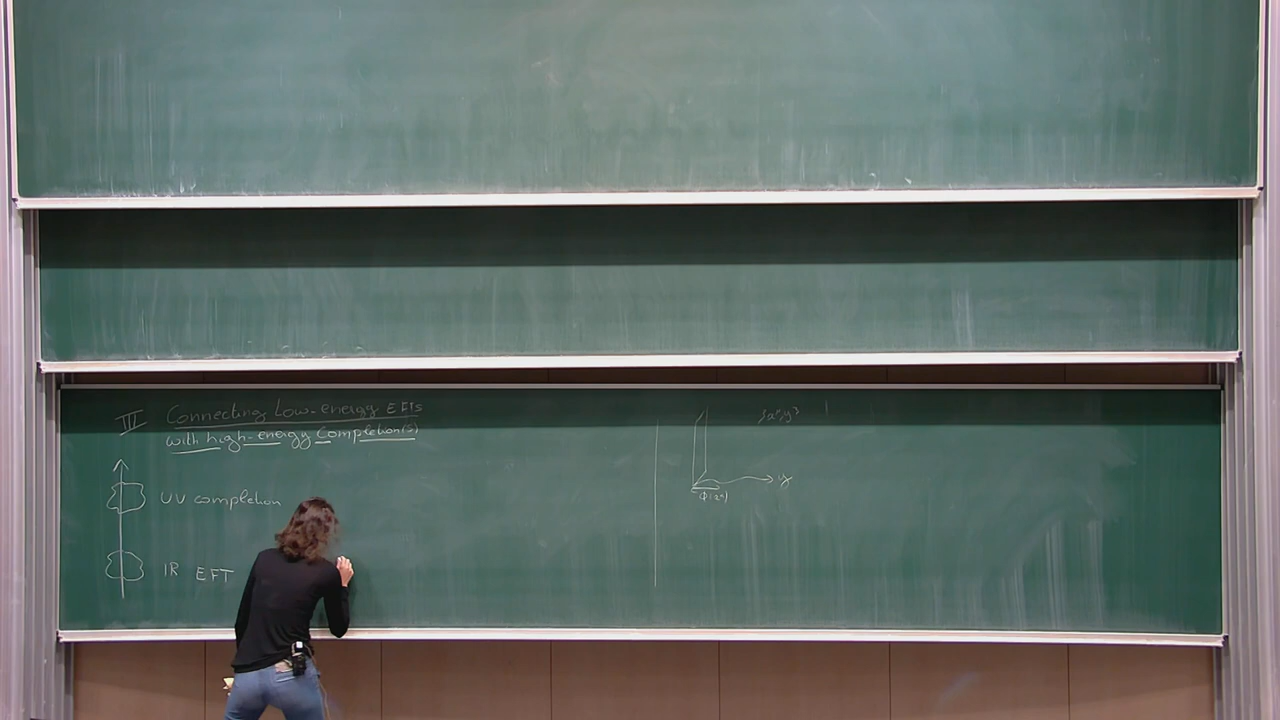 III Connecting Low-energy EFTs
with high-energy completion(s)
UV completion
IR EFT
y